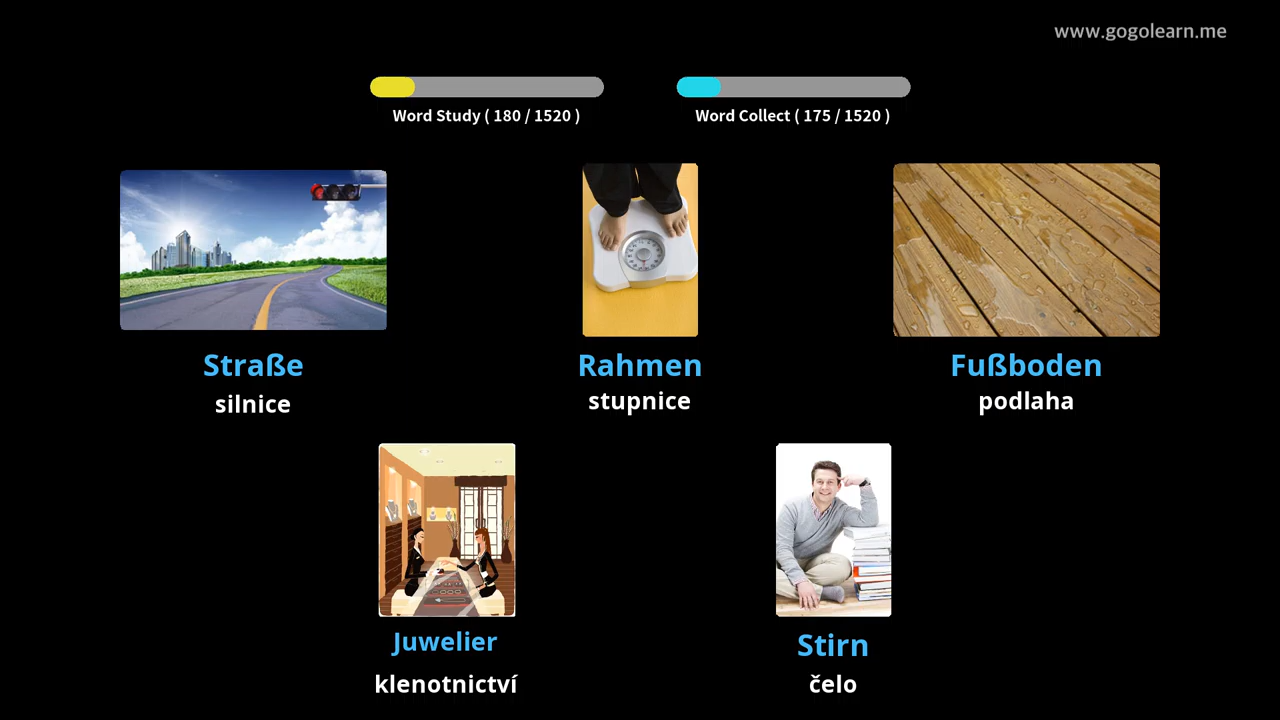 www.gogolearn.me
Word Study ( 180 / 1520 )
Word Collect ( 175 / 1520 )
Straße
silnice
Rahmen
stupnice
Fußboden
podlaha
Juwelier
klenotnictví
Stirn
čelo